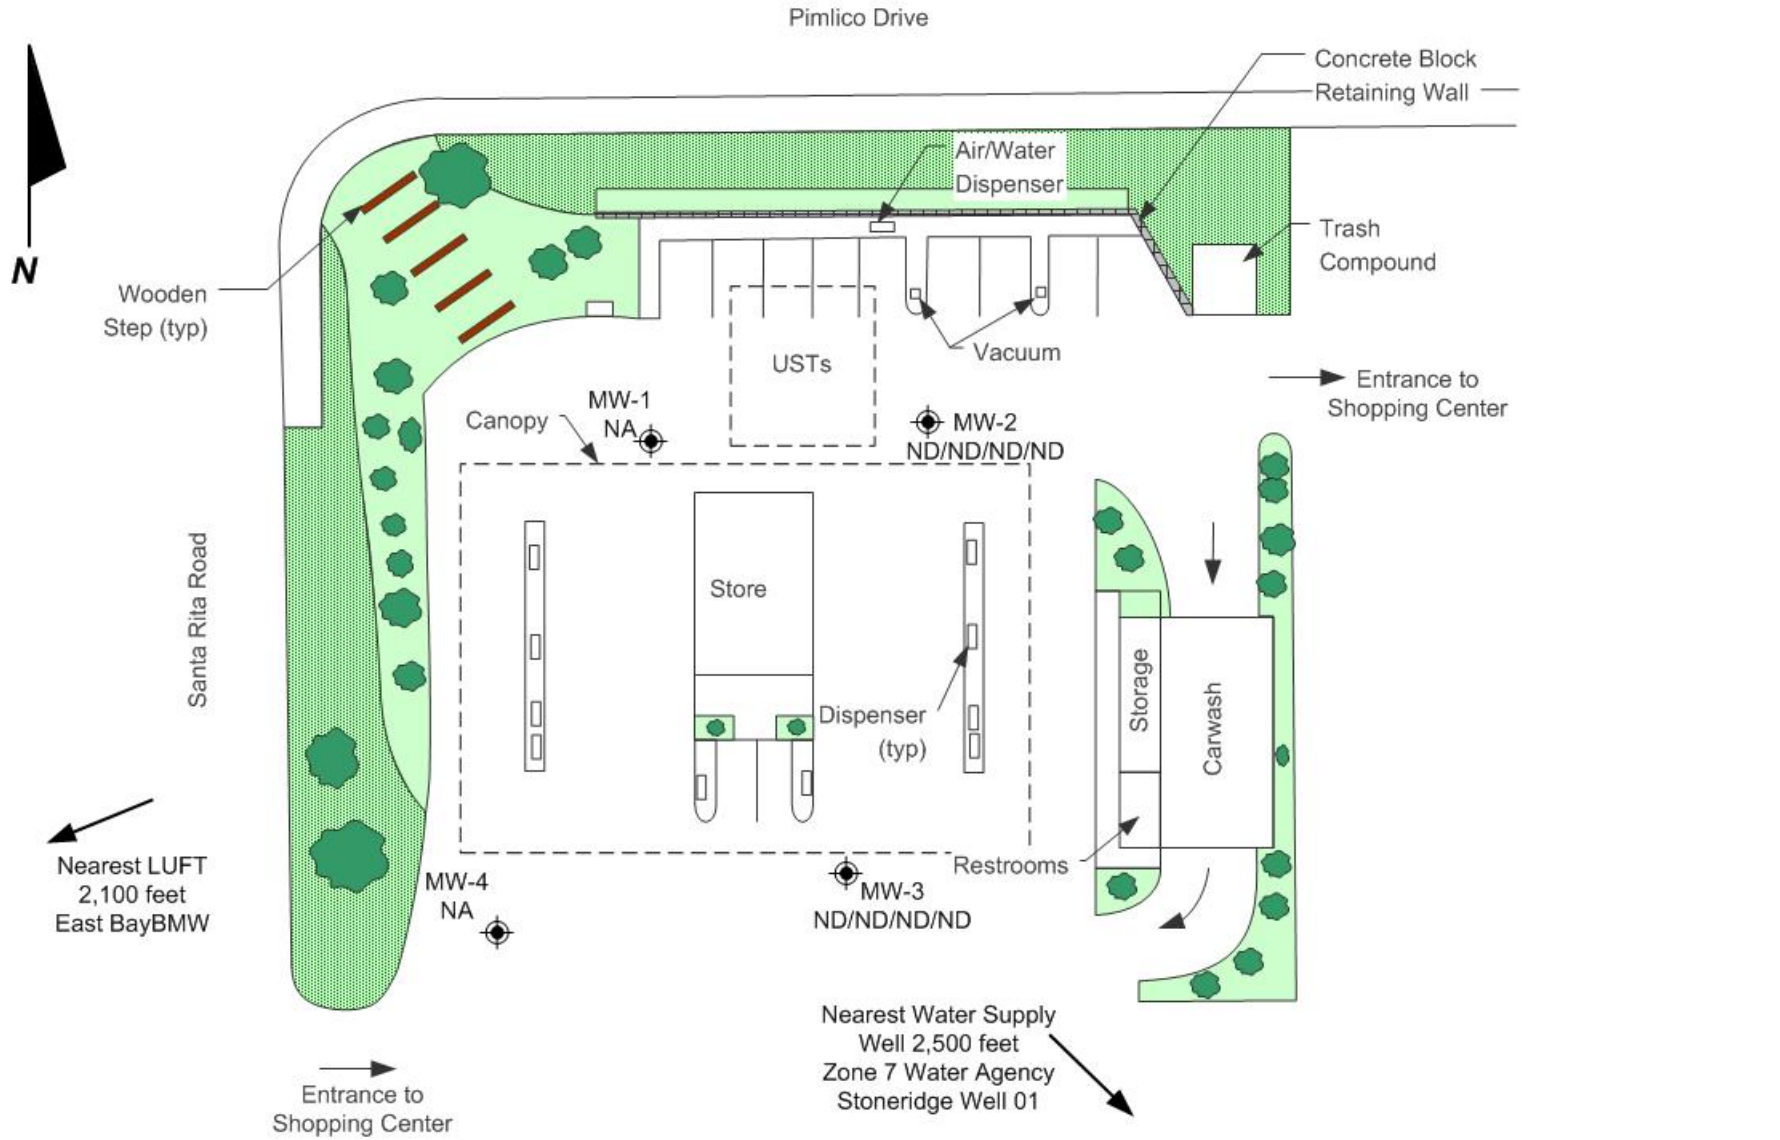 Pimlico Drive
Concrete Block
Retaining Wall
Air/Water
Dispenser
Trash
Compound
N
Wooden
Step (typ)
Vacuum
USTs
Entrance to
Shopping Center
MW-1
NA
Canopy
MW-2
ND/ND/ND/ND
Santa Rita Road
Store
Storage
Carwash
Dispenser
(typ)
Nearest LUFT
2,100 feet
East BayBMW
Restrooms
MW-4
NA
MW-3
ND/ND/ND/ND
Nearest Water Supply
Well 2,500 feet
Zone 7 Water Agency
Stoneridge Well 01
Entrance to
Shopping Center